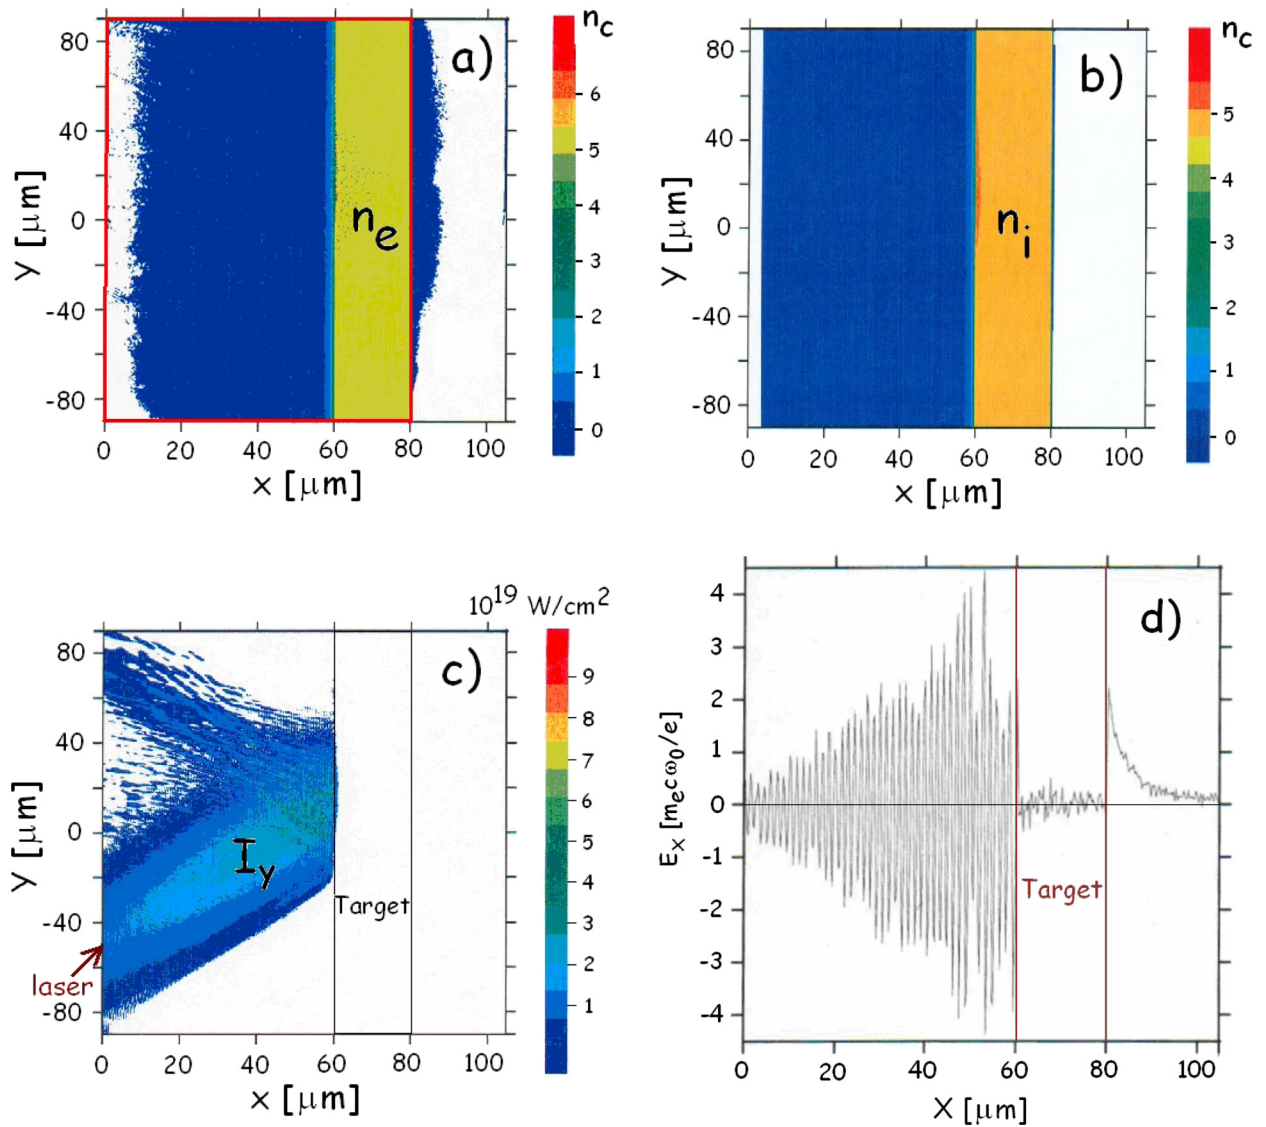 a)
n_c
80
40
0
-40
-80
y [μm]
n_e
6
5
4
3
2
1
0
0 20 40 60 80 100
x [μm]
b)
n_c
80
40
0
-40
-80
y [μm]
n_i
5
4
3
2
1
0
0 20 40 60 80 100
x [μm]
10^19 W/cm^2
c)
80
40
0
-40
-80
y [μm]
I_y
Target
laser
9
8
7
6
5
4
3
2
1
0 20 40 60 80 100
x [μm]
d)
4
3
2
1
0
-1
-2
-3
-4
E_x [m_e cω_0/e]
Target
0 20 40 60 80 100
X [μm]